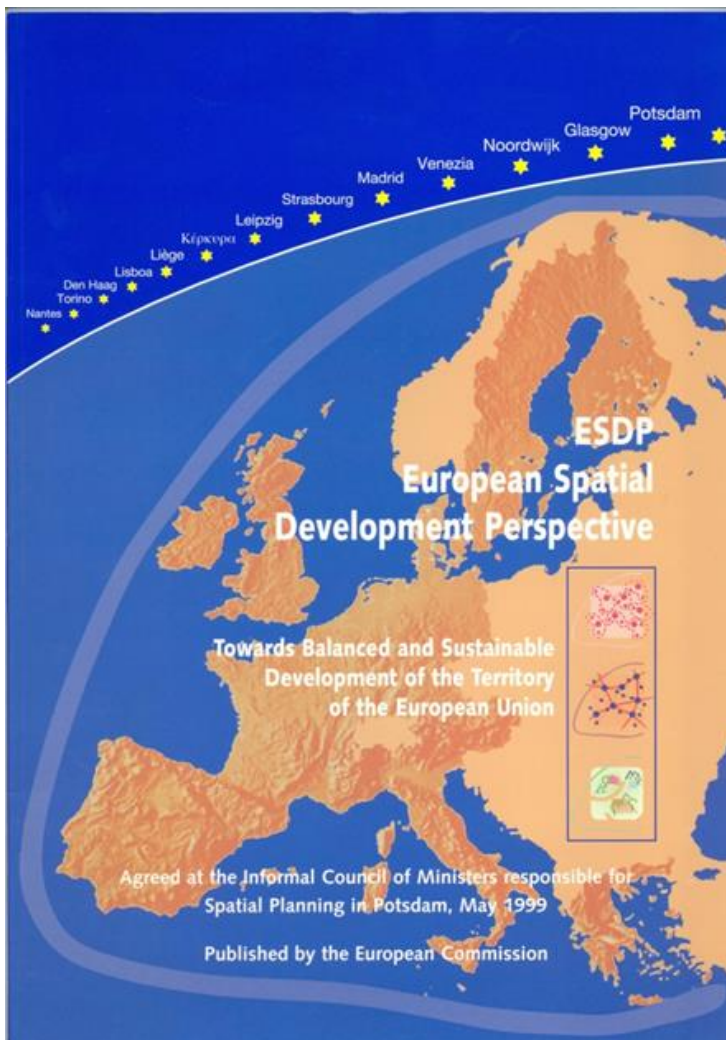 Potsdam
Glasgow
Noordwijk
Venezia
Madrid
Strasbourg
Leipzig
Κέρκυρα
Liège
Lisboa
Den Haag
Torino
Nantes
ESDP
European Spatial
Development Perspective
Towards Balanced and Sustainable
Development of the Territory
of the European Union
Agreed at the Informal Council of Ministers responsible for
Spatial Planning in Potsdam, May 1999
Published by the European Commission